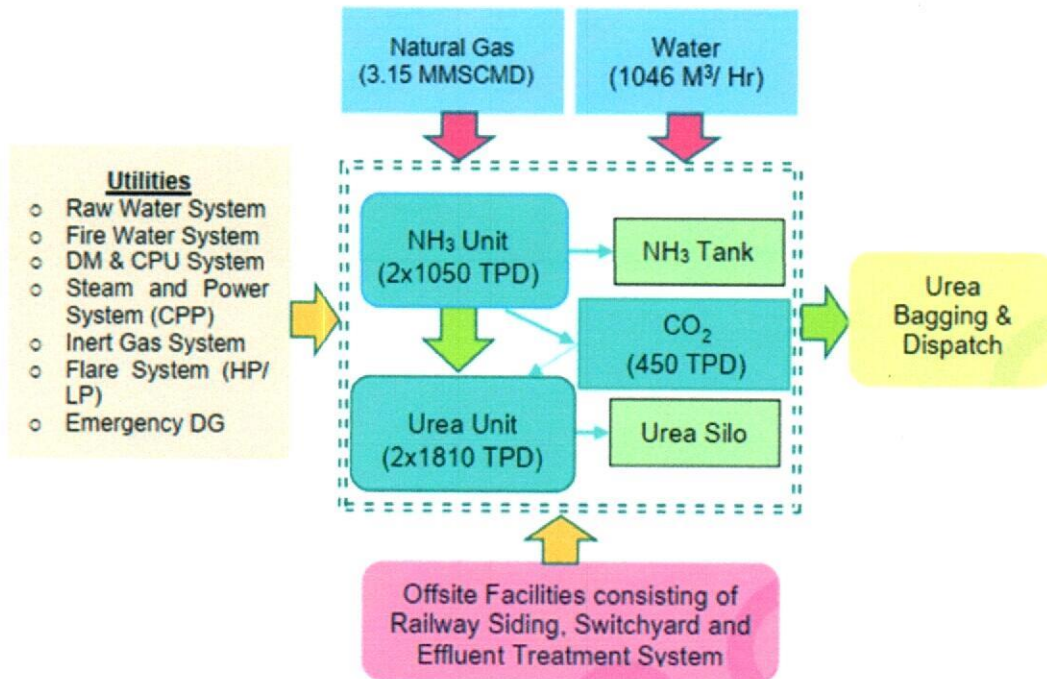 Natural Gas
(3.15 MMSCMD)
Water
(1046 M³/ Hr)
Utilities
o Raw Water System
o Fire Water System
o DM & CPU System
o Steam and Power
System (CPP)
o Inert Gas System
o Flare System (HP/
LP)
o Emergency DG
NH₃ Unit
(2x1050 TPD)
NH₃ Tank
CO₂
(450 TPD)
Urea Unit
(2x1810 TPD)
Urea Silo
Urea
Bagging &
Dispatch
Offsite Facilities consisting of
Railway Siding, Switchyard and
Effluent Treatment System